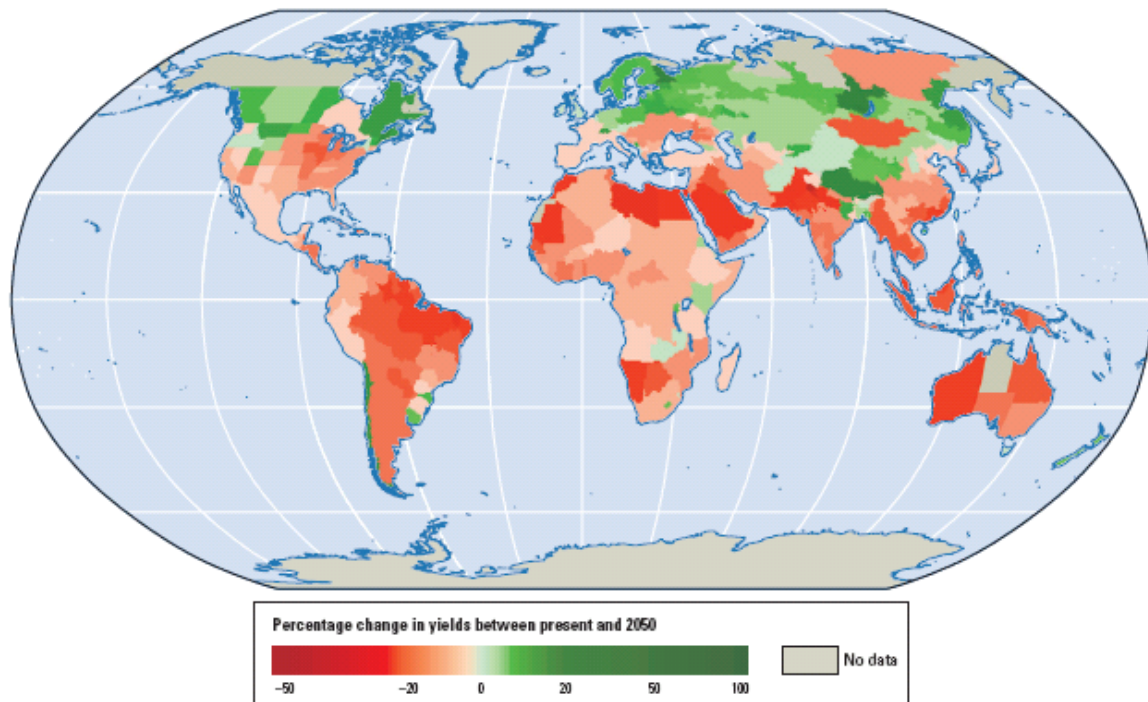 Percentage change in yields between present and 2050
No data
−50 −20 0 20 50 100